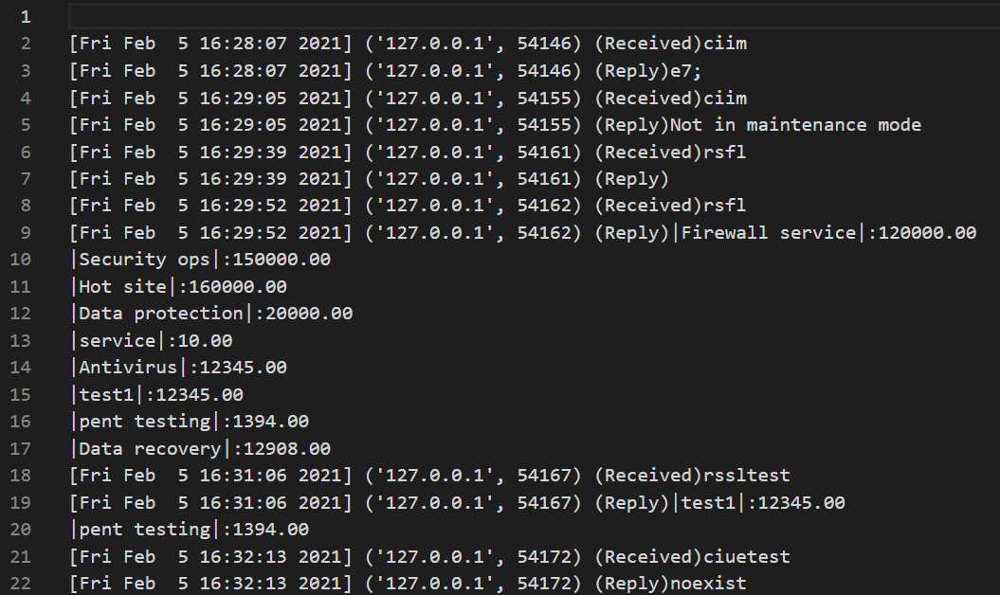 1
2 [Fri Feb  5 16:28:07 2021] ('127.0.0.1', 54146) (Received)ciim
3 [Fri Feb  5 16:28:07 2021] ('127.0.0.1', 54146) (Reply)e7;
4 [Fri Feb  5 16:29:05 2021] ('127.0.0.1', 54155) (Received)ciim
5 [Fri Feb  5 16:29:05 2021] ('127.0.0.1', 54155) (Reply)Not in maintenance mode
6 [Fri Feb  5 16:29:39 2021] ('127.0.0.1', 54161) (Received)rsfl
7 [Fri Feb  5 16:29:39 2021] ('127.0.0.1', 54161) (Reply)
8 [Fri Feb  5 16:29:52 2021] ('127.0.0.1', 54162) (Received)rsfl
9 [Fri Feb  5 16:29:52 2021] ('127.0.0.1', 54162) (Reply)|Firewall service|:120000.00
10 |Security ops|:150000.00
11 |Hot site|:160000.00
12 |Data protection|:20000.00
13 |service|:10.00
14 |Antivirus|:12345.00
15 |test1|:12345.00
16 |pent testing|:1394.00
17 |Data recovery|:12908.00
18 [Fri Feb  5 16:31:06 2021] ('127.0.0.1', 54167) (Received)rssltest
19 [Fri Feb  5 16:31:06 2021] ('127.0.0.1', 54167) (Reply)|test1|:12345.00
20 |pent testing|:1394.00
21 [Fri Feb  5 16:32:13 2021] ('127.0.0.1', 54172) (Received)ciuetest
22 [Fri Feb  5 16:32:13 2021] ('127.0.0.1', 54172) (Reply)noexist